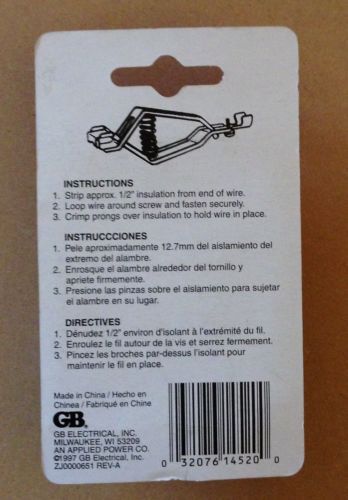 INSTRUCTIONS
1. Strip approx. 1/2" insulation from end of wire.
2. Loop wire around screw and fasten securely.
3. Crimp prongs over insulation to hold wire in place.
INSTRUCCCIONES
1. Pele aproximadamente 12.7mm del aislamiento del
extremo del alambre.
2. Enrosque el alambre alrededor del tornillo y
apriete firmemente.
3. Presione las pinzas sobre el aislamiento para sujetar
el alambre en su lugar.
DIRECTIVES
1. Dénudez 1/2" environ d'isolant à l'extrémité du fil.
2. Enroulez le fil autour de la vis et serrez fermement.
3. Pincez les broches par-dessus l'isolant pour
maintenir le fil en place.
Made in China / Hecho en
Chinea / Fabriqué en Chine
GB®
GB ELECTRICAL, INC.
MILWAUKEE, WI 53209
AN APPLIED POWER CO.
©1997 GB Electrical, Inc.
ZJ0000651 REV-A
0 32076 14520 0